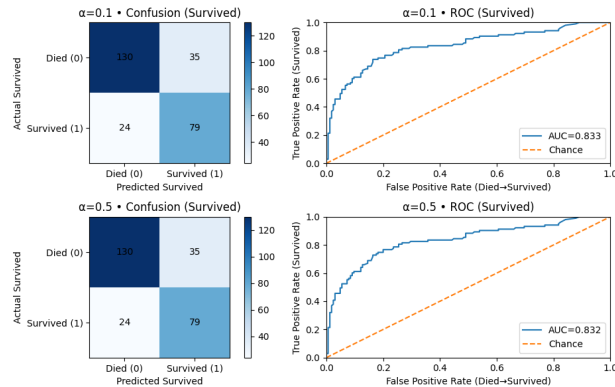 α=0.1 • Confusion (Survived)
Actual Survived
Died (0)
Survived (1)
130 35
24 79
Died (0) Survived (1)
Predicted Survived
120
100
80
60
40
α=0.1 • ROC (Survived)
True Positive Rate (Survived)
1.0
0.8
0.6
0.4
0.2
0.0
AUC=0.833
Chance
0.0 0.2 0.4 0.6 0.8 1.0
False Positive Rate (Died→Survived)
α=0.5 • Confusion (Survived)
Actual Survived
Died (0)
Survived (1)
130 35
24 79
Died (0) Survived (1)
Predicted Survived
120
100
80
60
40
α=0.5 • ROC (Survived)
True Positive Rate (Survived)
1.0
0.8
0.6
0.4
0.2
0.0
AUC=0.832
Chance
0.0 0.2 0.4 0.6 0.8 1.0
False Positive Rate (Died→Survived)